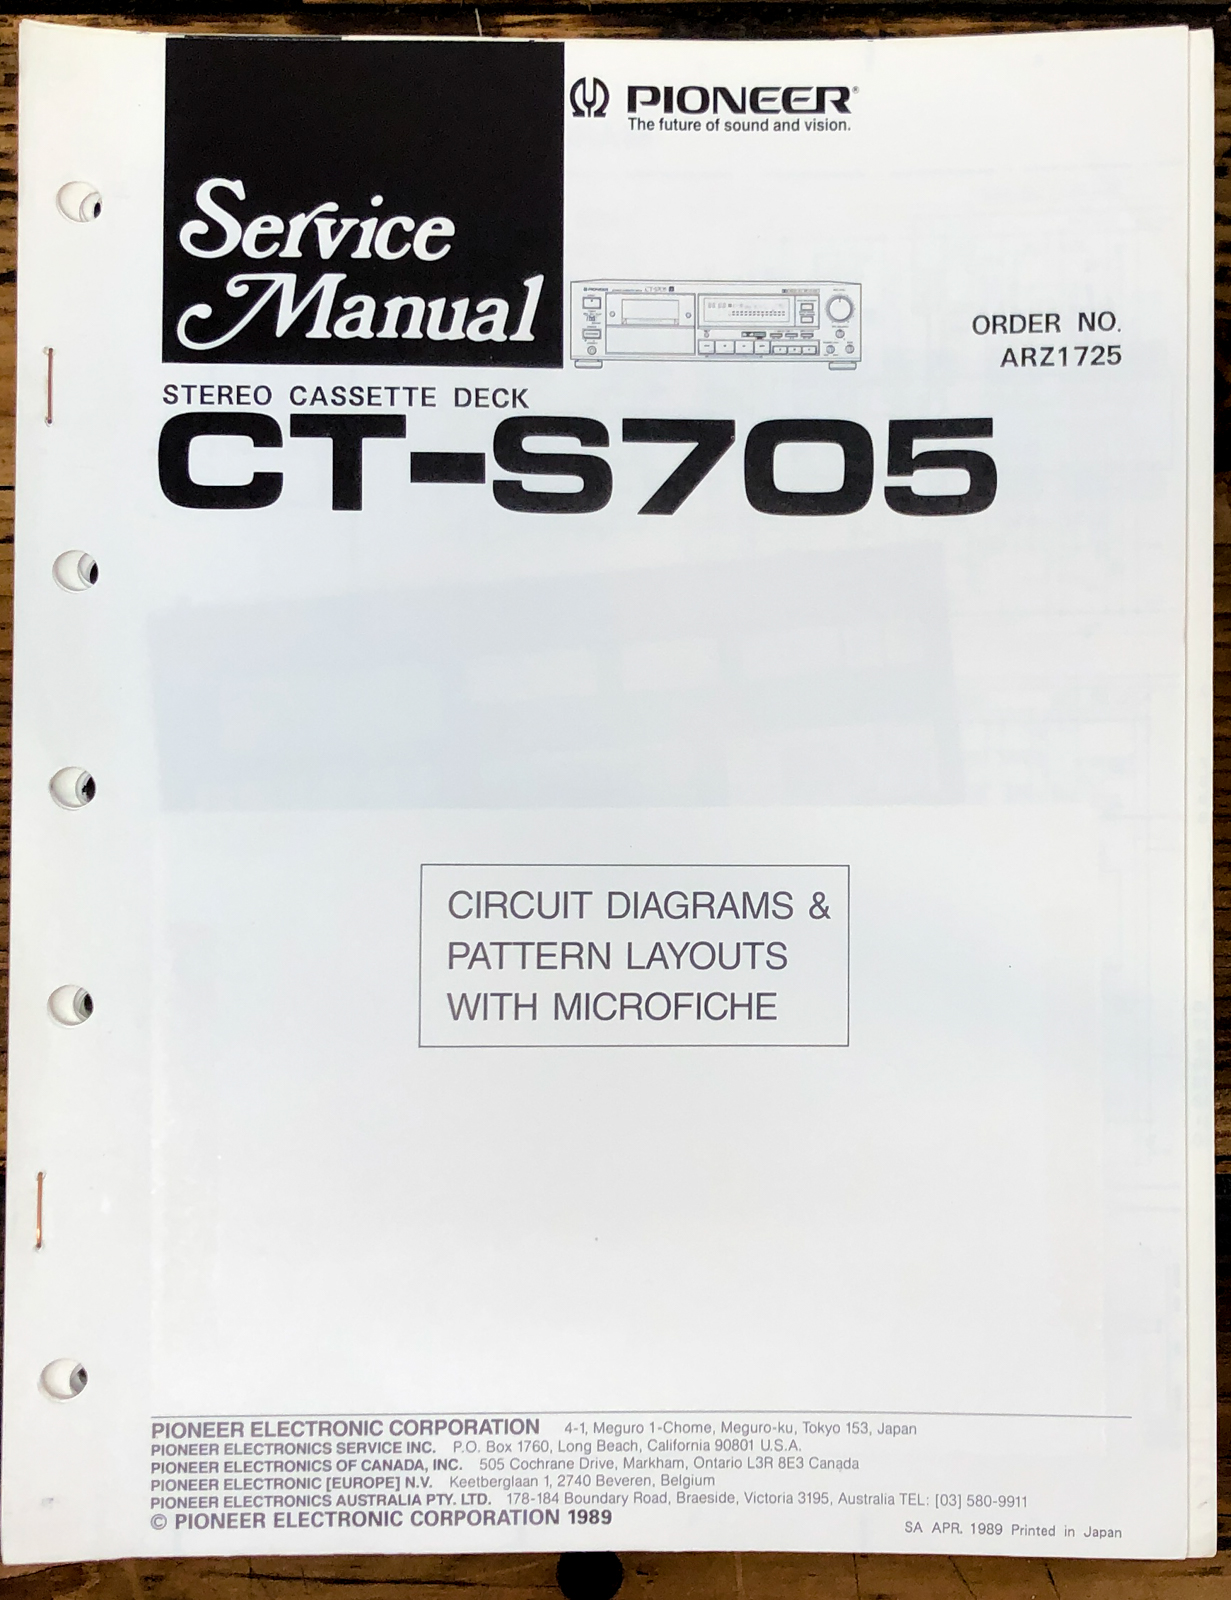 PIONEER®
The future of sound and vision.
Service
Manual
ORDER NO.
ARZ1725
STEREO CASSETTE DECK
CT-S705
CIRCUIT DIAGRAMS &
PATTERN LAYOUTS
WITH MICROFICHE
PIONEER ELECTRONIC CORPORATION 4-1, Meguro 1-Chome, Meguro-ku, Tokyo 153, Japan
PIONEER ELECTRONICS SERVICE INC. P.O. Box 1760, Long Beach, California 90801 U.S.A.
PIONEER ELECTRONICS OF CANADA, INC. 505 Cochrane Drive, Markham, Ontario L3R 8E3 Canada
PIONEER ELECTRONIC [EUROPE] N.V. Keetberglaan 1, 2740 Beveren, Belgium
PIONEER ELECTRONICS AUSTRALIA PTY. LTD. 178-184 Boundary Road, Braeside, Victoria 3195, Australia TEL: [03] 580-9911
© PIONEER ELECTRONIC CORPORATION 1989
SA APR. 1989 Printed in Japan